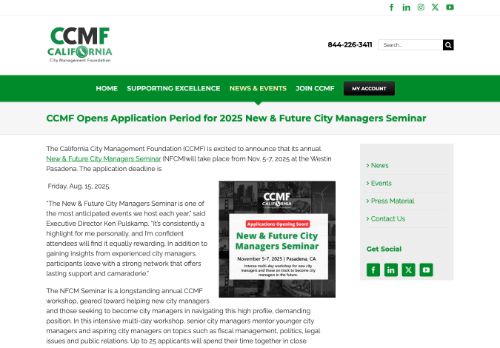 CCMF
CALIFORNIA
City Management Foundation
844-226-3411
Search...
HOME SUPPORTING EXCELLENCE NEWS & EVENTS JOIN CCMF MY ACCOUNT
CCMF Opens Application Period for 2025 New & Future City Managers Seminar
The California City Management Foundation (CCMF) is excited to announce that its annual
New & Future City Managers Seminar (NFCM)will take place from Nov. 5-7, 2025 at the Westin
Pasadena. The application deadline is
Friday, Aug. 15, 2025.
"The New & Future City Managers Seminar is one of
the most anticipated events we host each year," said
Executive Director Ken Pulskamp. "It's consistently a
highlight for me personally, and I'm confident
attendees will find it equally rewarding. In addition to
gaining insights from experienced city managers,
participants leave with a strong network that offers
lasting support and camaraderie."
The NFCM Seminar is a longstanding annual CCMF
workshop, geared toward helping new city managers
and those seeking to become city managers in navigating this high profile, demanding
position. In this intensive multi-day workshop, senior city managers mentor younger city
managers and aspiring city managers on topics such as fiscal management, politics, legal
issues and public relations. Up to 25 applicants will spend their time together in close
CCMF
CALIFORNIA
Applications Opening Soon!
New & Future City
Managers Seminar
November 5-7, 2025 | Pasadena, CA
Intense multi-day workshop for new city
managers and those on track to become city
managers in the future.
> News
> Events
> Press Material
> Contact Us
Get Social